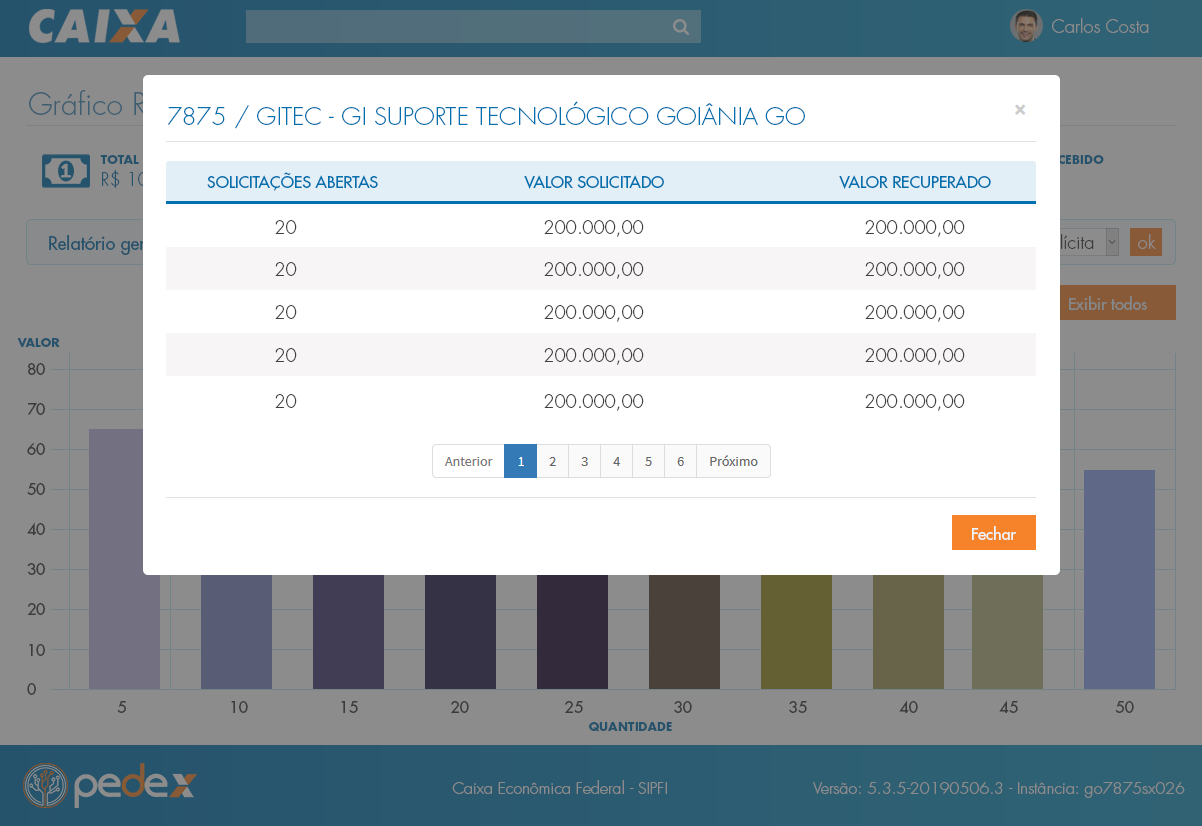 CAIXA
Carlos Costa
Gráfico R
7875 / GITEC - GI SUPORTE TECNOLÓGICO GOIÂNIA GO
×
TOTAL
R$ 10
CEBIDO
SOLICITAÇÕES ABERTAS VALOR SOLICITADO VALOR RECUPERADO
20 200.000,00 200.000,00
Relatório ger
lícita
ok
20 200.000,00 200.000,00
20 200.000,00 200.000,00
Exibir todos
20 200.000,00 200.000,00
20 200.000,00 200.000,00
Anterior 1 2 3 4 5 6 Próximo
Fechar
VALOR
80
70
60
50
40
30
20
10
0
5 10 15 20 25 30 35 40 45 50
QUANTIDADE
pedex
Caixa Econômica Federal - SIPFI
Versão: 5.3.5-20190506.3 - Instância: go7875sx026